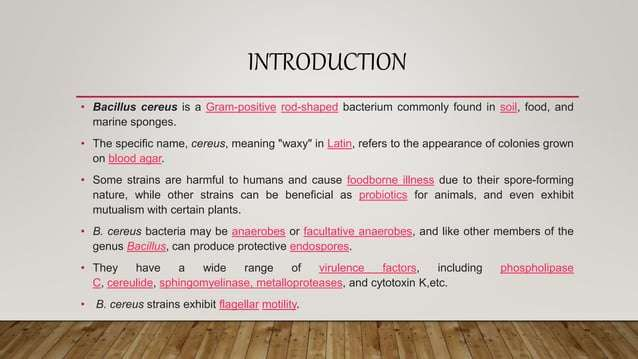 INTRODUCTION
• Bacillus cereus is a Gram-positive rod-shaped bacterium commonly found in soil, food, and
marine sponges.
• The specific name, cereus, meaning "waxy" in Latin, refers to the appearance of colonies grown
on blood agar.
• Some strains are harmful to humans and cause foodborne illness due to their spore-forming
nature, while other strains can be beneficial as probiotics for animals, and even exhibit
mutualism with certain plants.
• B. cereus bacteria may be anaerobes or facultative anaerobes, and like other members of the
genus Bacillus, can produce protective endospores.
• They have a wide range of virulence factors, including phospholipase
C, cereulide, sphingomyelinase, metalloproteases, and cytotoxin K,etc.
• B. cereus strains exhibit flagellar motility.